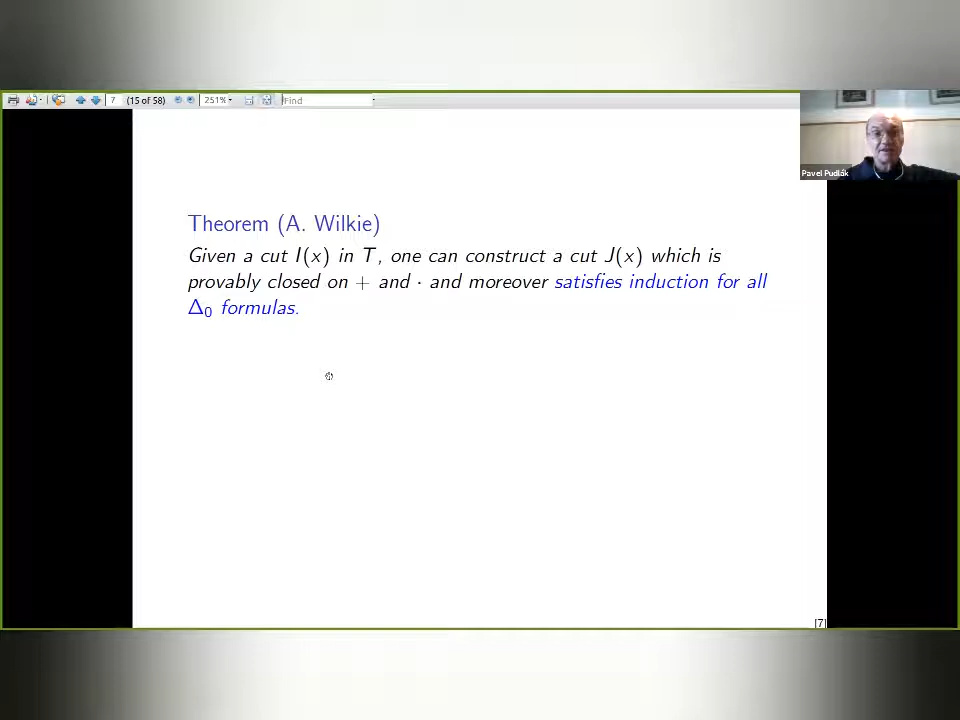 7 (15 of 58) 251% Find
Pavel Pudlák
Theorem (A. Wilkie)
Given a cut I(x) in T, one can construct a cut J(x) which is
provably closed on + and · and moreover satisfies induction for all
Δ₀ formulas.
[7]